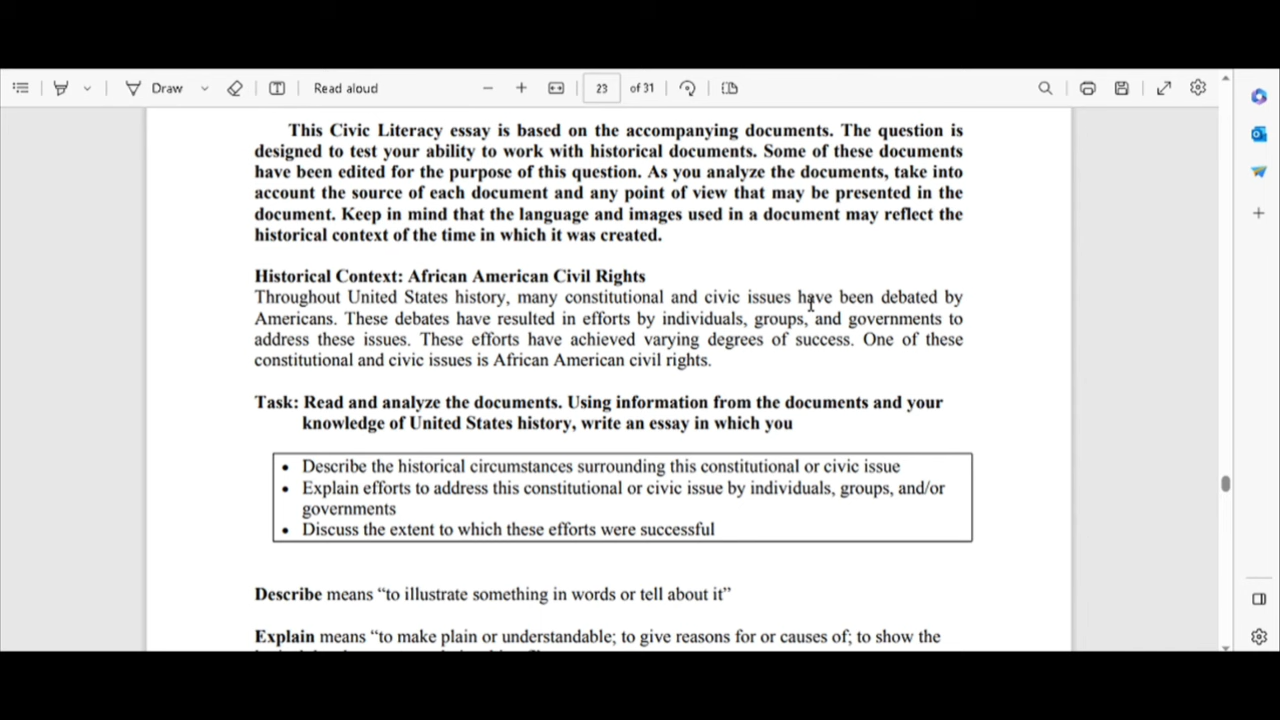 Draw
Read aloud
23
of 31
This Civic Literacy essay is based on the accompanying documents. The question is
designed to test your ability to work with historical documents. Some of these documents
have been edited for the purpose of this question. As you analyze the documents, take into
account the source of each document and any point of view that may be presented in the
document. Keep in mind that the language and images used in a document may reflect the
historical context of the time in which it was created.
Historical Context: African American Civil Rights
Throughout United States history, many constitutional and civic issues have been debated by
Americans. These debates have resulted in efforts by individuals, groups, and governments to
address these issues. These efforts have achieved varying degrees of success. One of these
constitutional and civic issues is African American civil rights.
Task: Read and analyze the documents. Using information from the documents and your
knowledge of United States history, write an essay in which you
• Describe the historical circumstances surrounding this constitutional or civic issue
• Explain efforts to address this constitutional or civic issue by individuals, groups, and/or
governments
• Discuss the extent to which these efforts were successful
Describe means “to illustrate something in words or tell about it”
Explain means “to make plain or understandable; to give reasons for or causes of; to show the